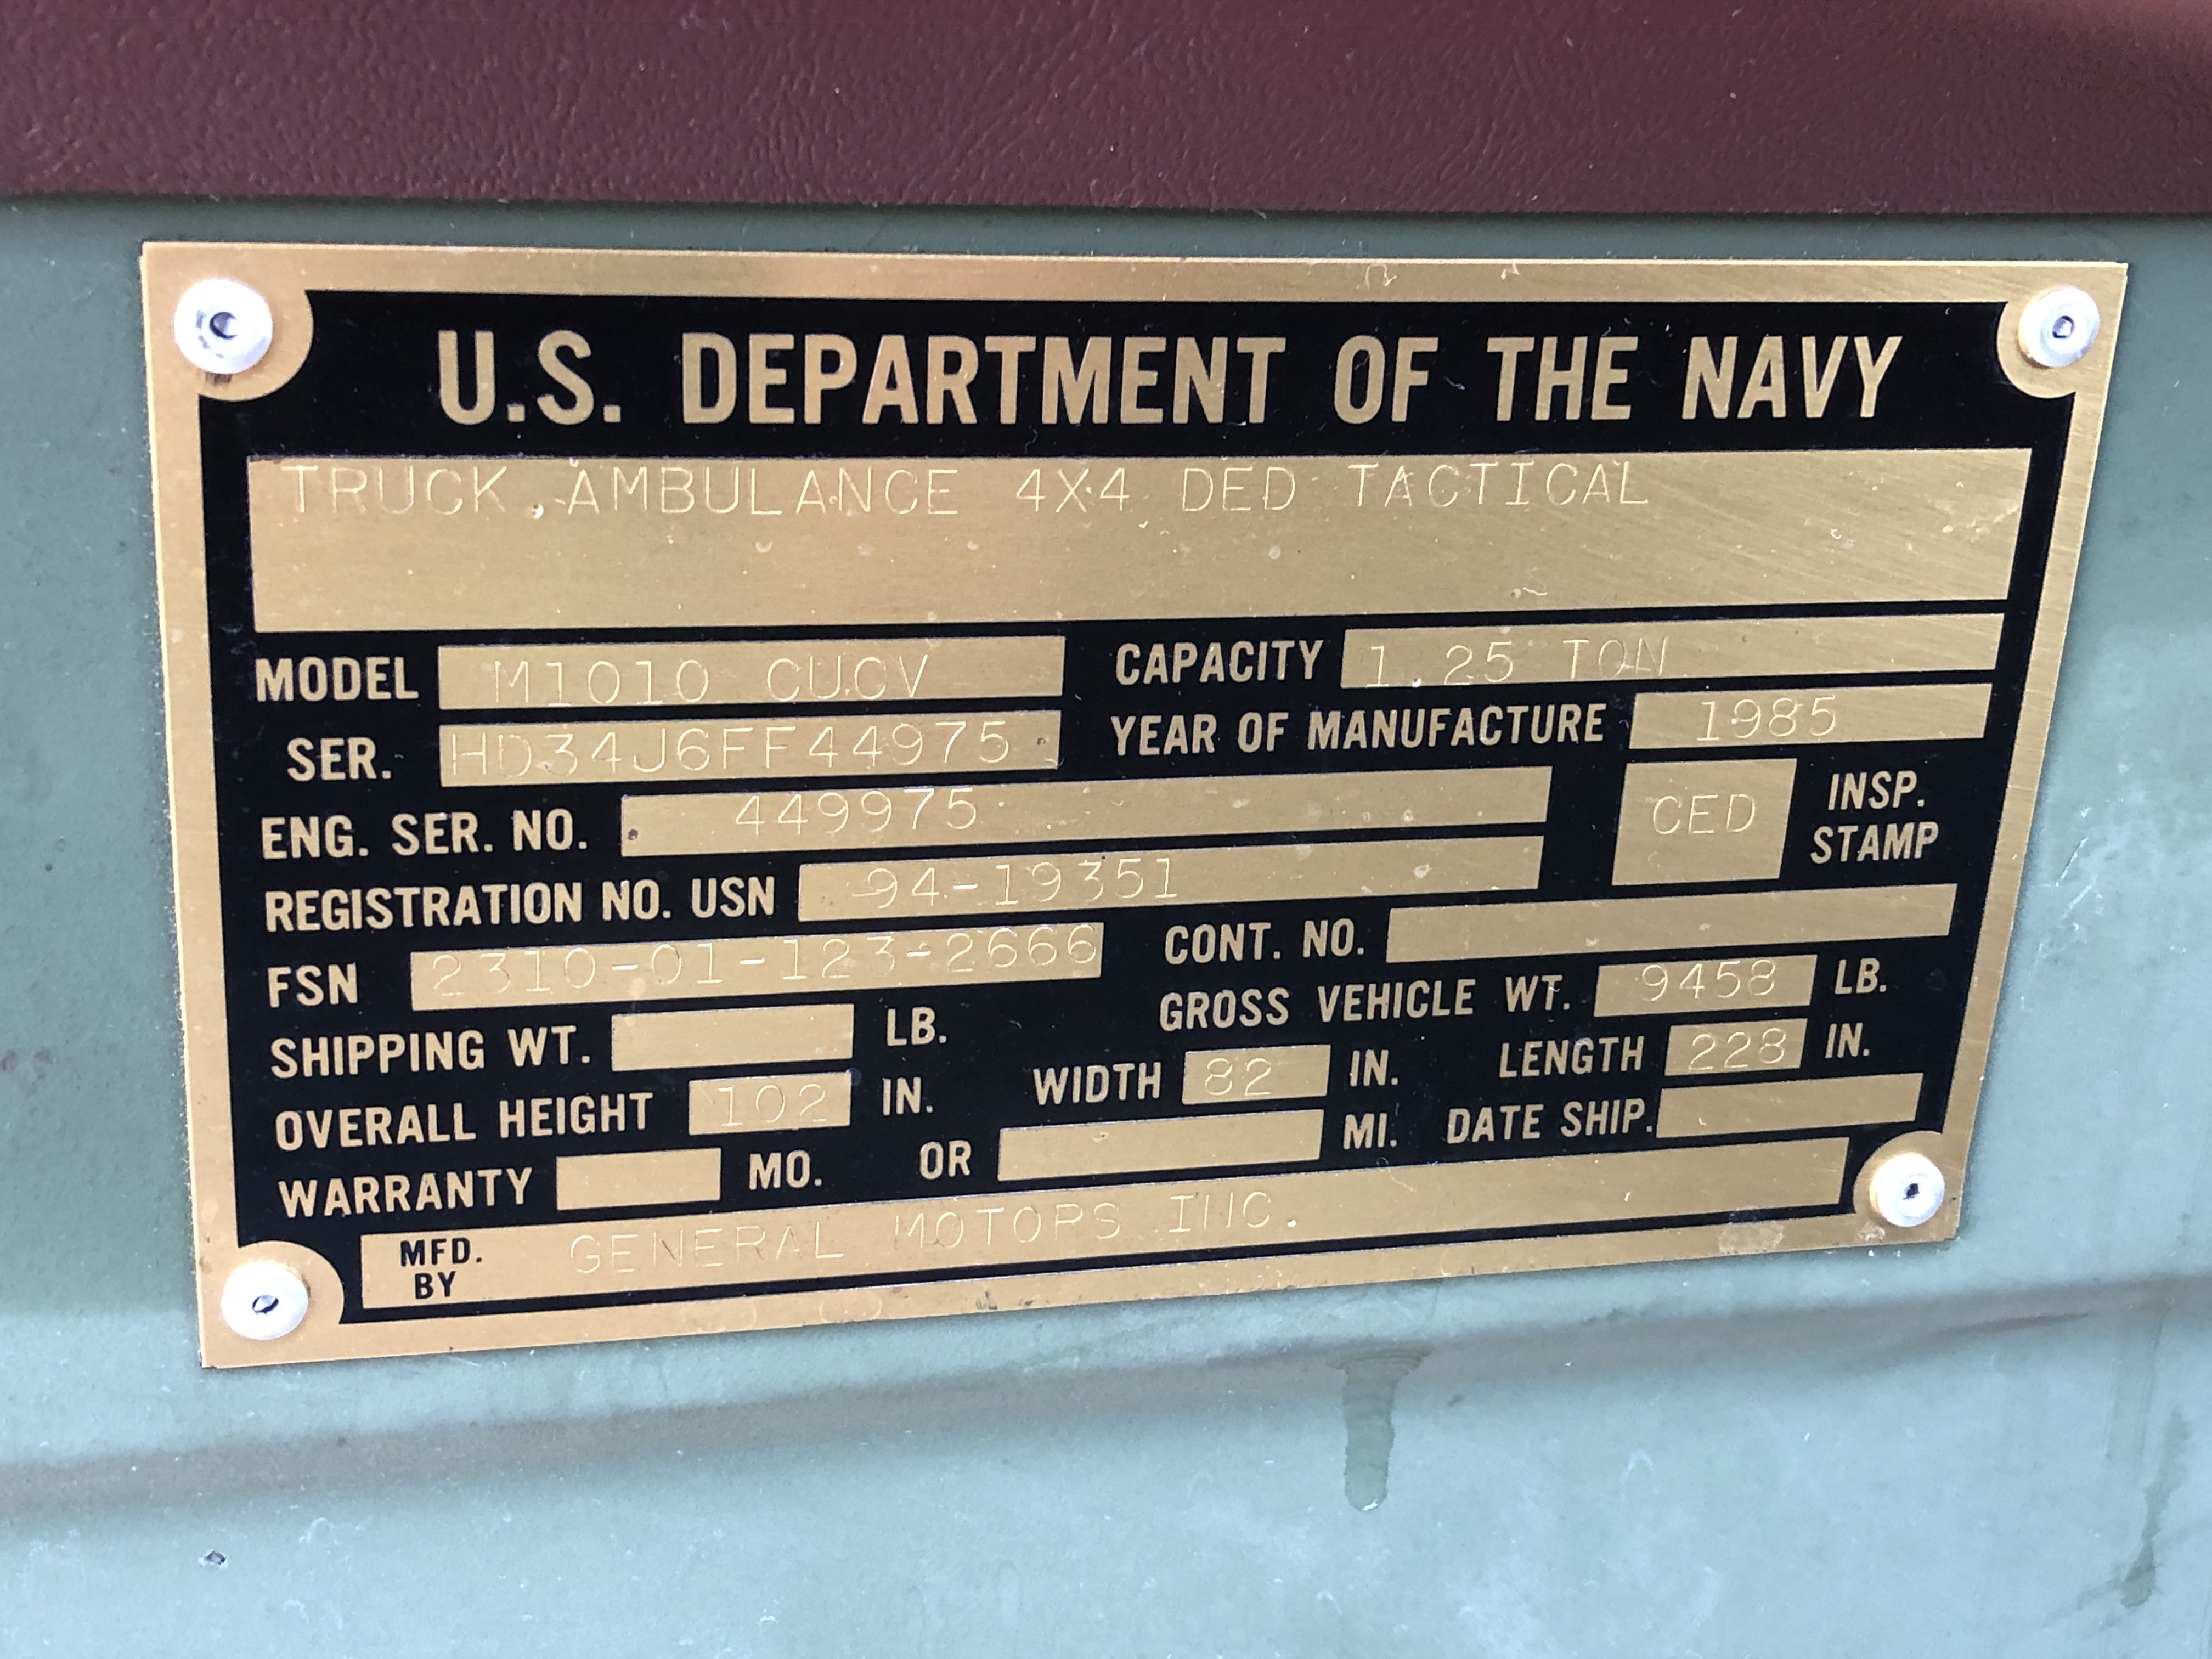 U.S. DEPARTMENT OF THE NAVY
TRUCK, AMBULANCE 4X4 DED TACTICAL
MODEL M1010 CUCV CAPACITY 1.25 TON
SER. HD34J6FF44975 YEAR OF MANUFACTURE 1985
ENG. SER. NO. 449975 CED INSP. STAMP
REGISTRATION NO. USN 94-19351
FSN 2310-01-123-2666 CONT. NO.
SHIPPING WT. LB. GROSS VEHICLE WT. 9458 LB.
OVERALL HEIGHT 102 IN. WIDTH 82 IN. LENGTH 228 IN.
WARRANTY MO. OR MI. DATE SHIP.
MFD. BY GENERAL MOTORS INC.